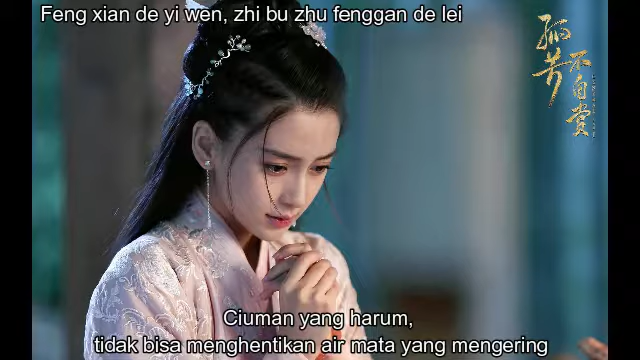 Feng xian de yi wen, zhi bu zhu fenggan de lei
孤芳不自赏
Ciuman yang harum,
tidak bisa menghentikan air mata yang mengering